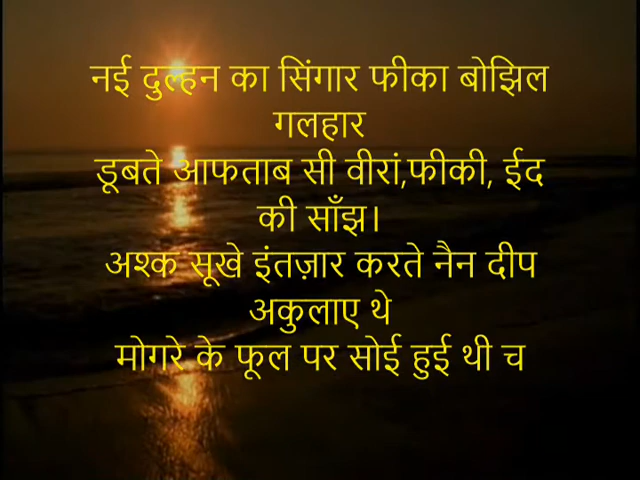 नई दुल्हन का सिंगार फीका बोझिल
गलहार
डूबते आफताब सी वीरां,फीकी, ईद
की साँझ।
अश्क सूखे इंतज़ार करते नैन दीप
अकुलाए थे
मोगरे के फूल पर सोई हुई थी च